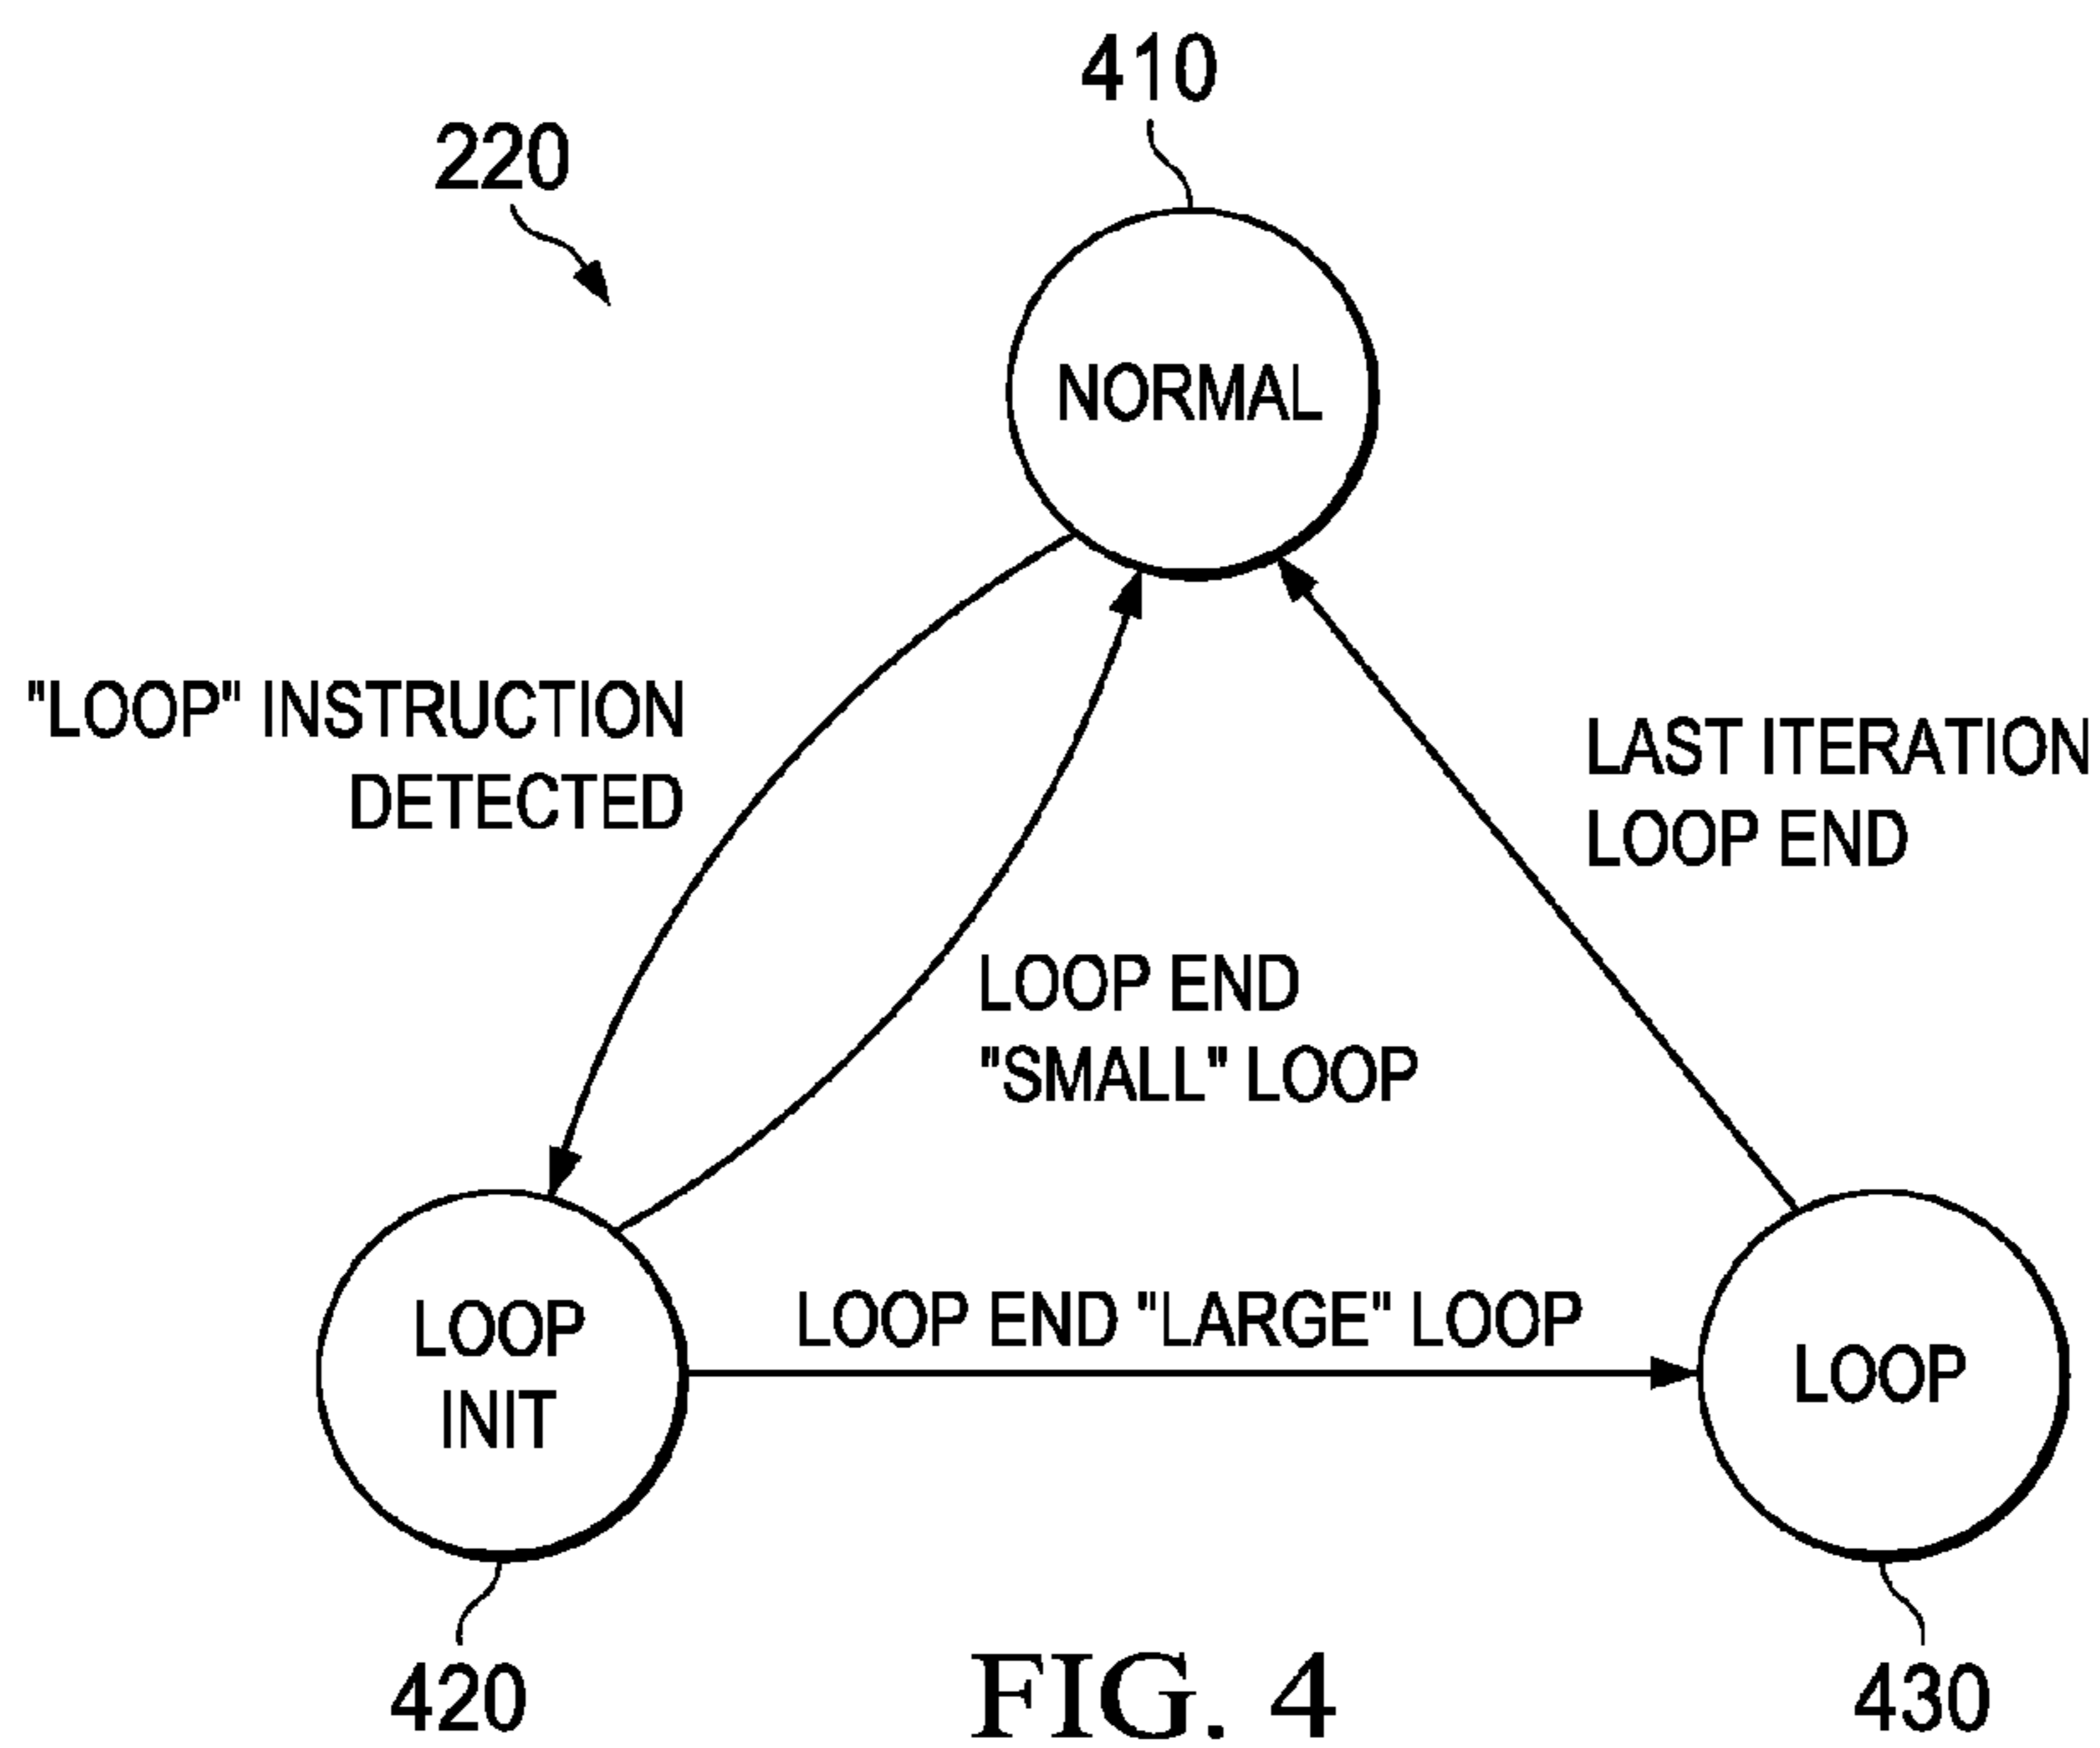 410
220
NORMAL
"LOOP" INSTRUCTION
DETECTED
LAST ITERATION
LOOP END
LOOP END
"SMALL" LOOP
LOOP END "LARGE" LOOP
LOOP
INIT
LOOP
420
430
FIG. 4